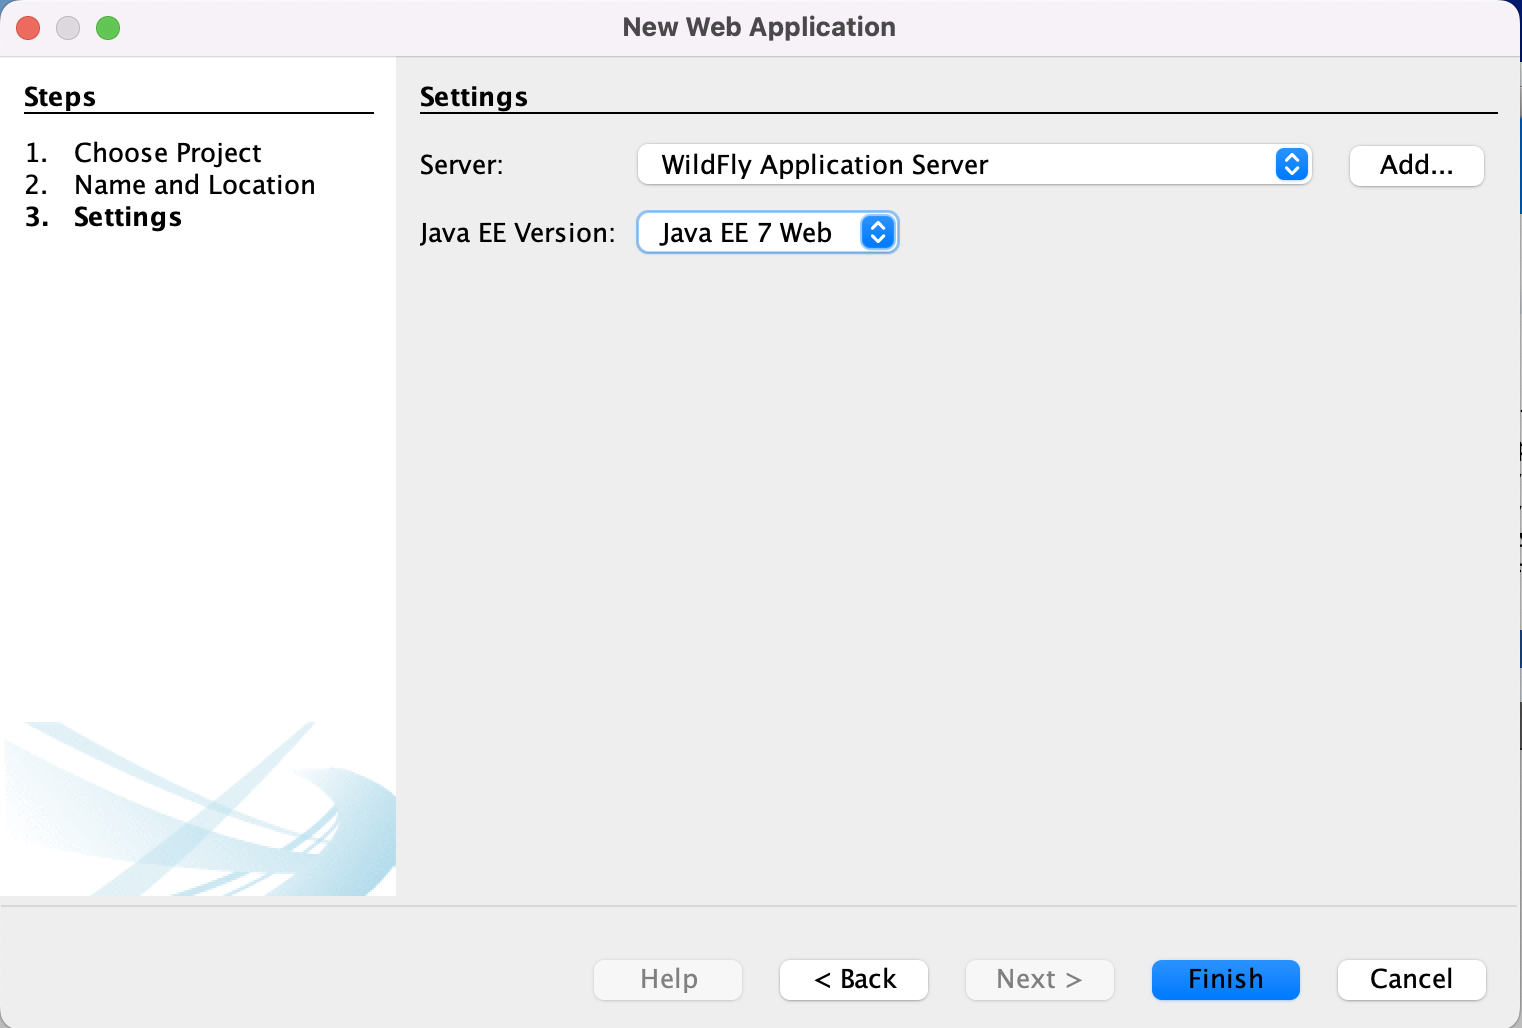 New Web Application
Steps
1. Choose Project
2. Name and Location
3. Settings
Settings
Server: WildFly Application Server Add...
Java EE Version: Java EE 7 Web
Help < Back Next > Finish Cancel